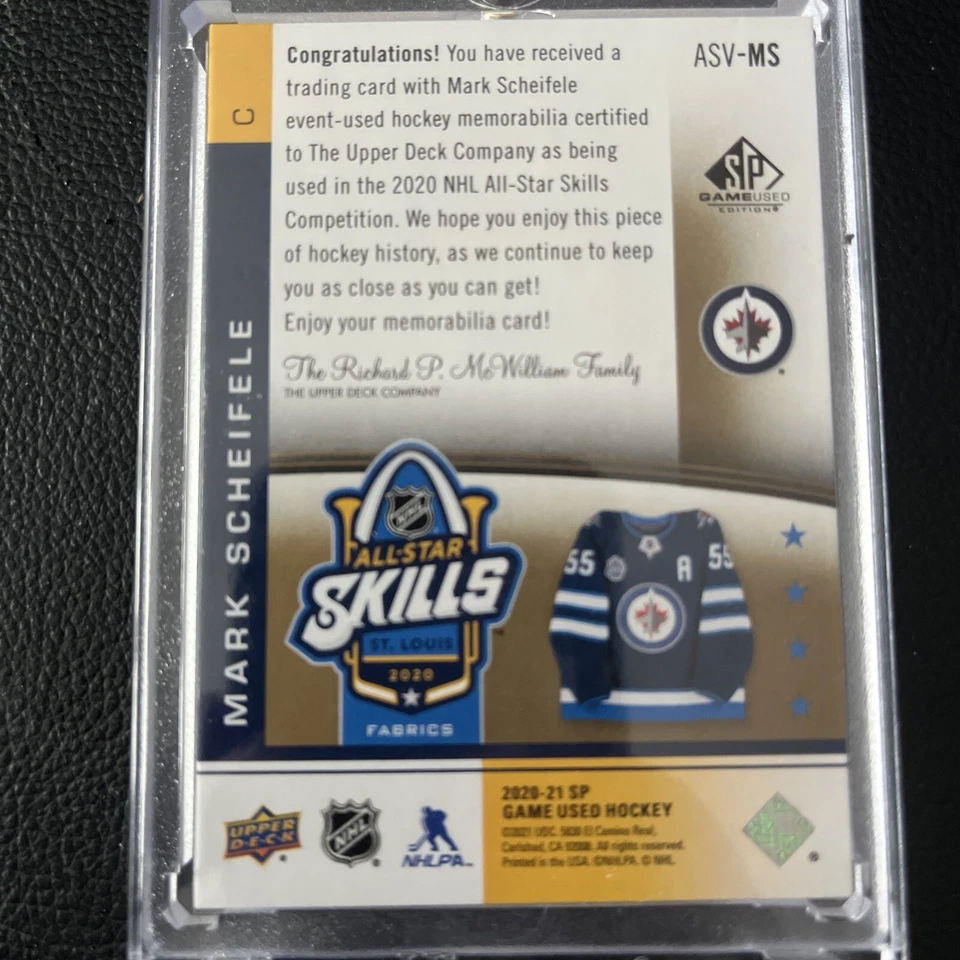 Congratulations! You have received a
trading card with Mark Scheifele
event-used hockey memorabilia certified
to The Upper Deck Company as being
used in the 2020 NHL All-Star Skills
Competition. We hope you enjoy this piece
of hockey history, as we continue to keep
you as close as you can get!
Enjoy your memorabilia card!
The Richard P. McWilliam Family
THE UPPER DECK COMPANY
ASV-MS
SP
GAMEUSED
EDITION®
C
MARK SCHEIFELE
NHL
ALL-STAR
SKILLS
ST. LOUIS
2020
FABRICS
55
A
55
UPPER
DECK
NHL
NHLPA
2020-21 SP
GAME USED HOCKEY
©2021 UDC. 5830 El Camino Real,
Carlsbad, CA 92008. All rights reserved.
Printed in the USA. ©NHLPA. © NHL.